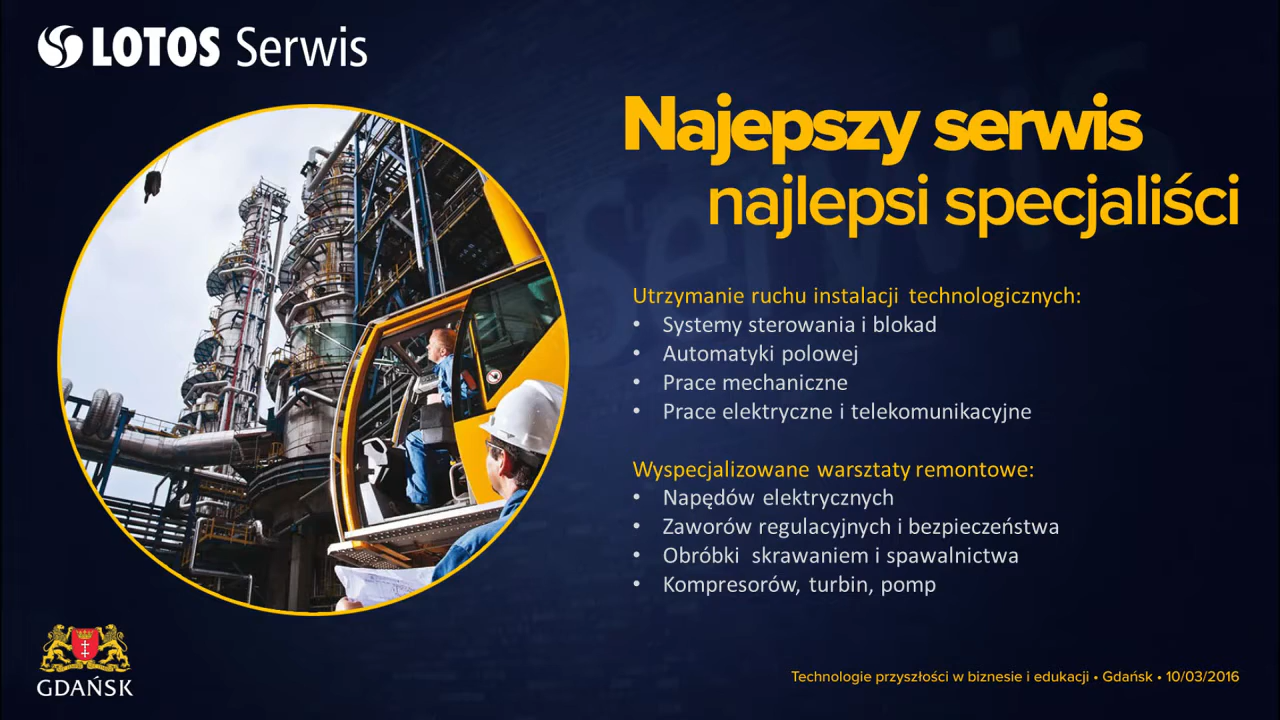 LOTOS Serwis
Najepszy serwis
najlepsi specjaliści
Utrzymanie ruchu instalacji technologicznych:
• Systemy sterowania i blokad
• Automatyki polowej
• Prace mechaniczne
• Prace elektryczne i telekomunikacyjne
Wyspecjalizowane warsztaty remontowe:
• Napędów elektrycznych
• Zaworów regulacyjnych i bezpieczeństwa
• Obróbki skrawaniem i spawalnictwa
• Kompresorów, turbin, pomp
GDAŃSK
Technologie przyszłości w biznesie i edukacji • Gdańsk • 10/03/2016